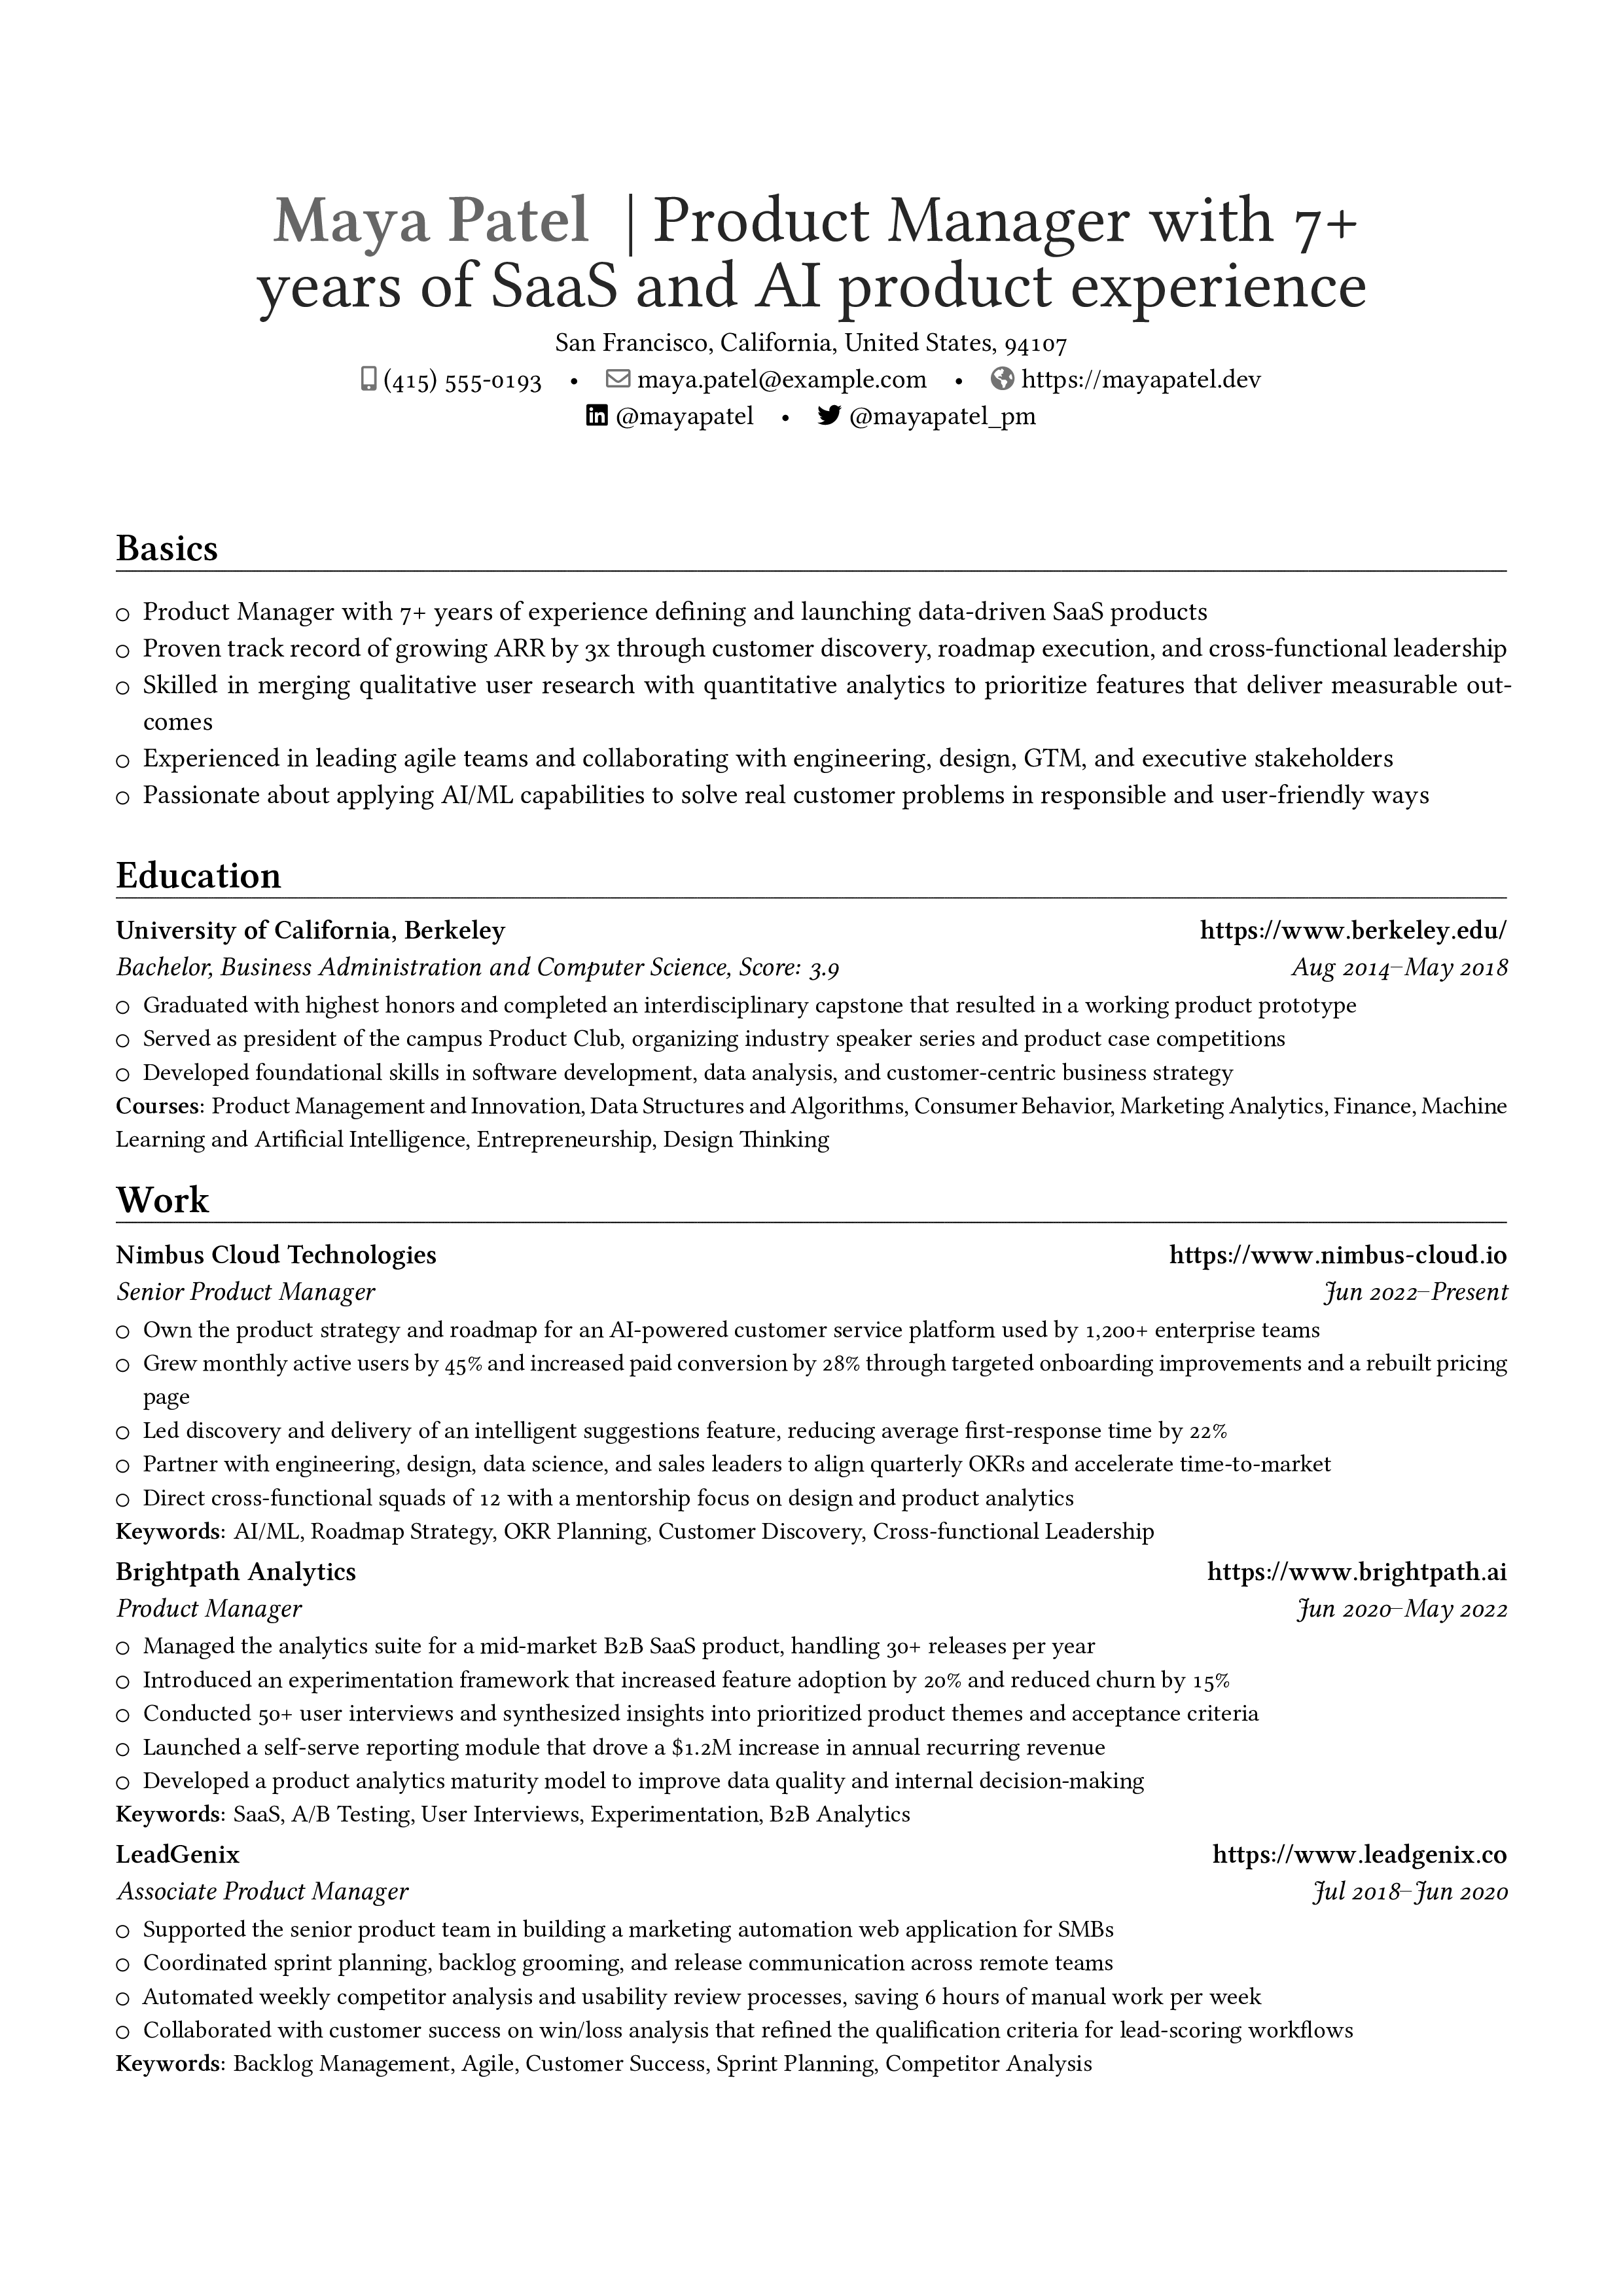 Maya Patel | Product Manager with 7+
years of SaaS and AI product experience
San Francisco, California, United States, 94107
(415) 555-0193 • maya.patel@example.com • https://mayapatel.dev
@mayapatel • @mayapatel_pm
Basics
○ Product Manager with 7+ years of experience defining and launching data-driven SaaS products
○ Proven track record of growing ARR by 3x through customer discovery, roadmap execution, and cross-functional leadership
○ Skilled in merging qualitative user research with quantitative analytics to prioritize features that deliver measurable out-
comes
○ Experienced in leading agile teams and collaborating with engineering, design, GTM, and executive stakeholders
○ Passionate about applying AI/ML capabilities to solve real customer problems in responsible and user-friendly ways
Education
University of California, Berkeley https://www.berkeley.edu/
Bachelor, Business Administration and Computer Science, Score: 3.9 Aug 2014–May 2018
○ Graduated with highest honors and completed an interdisciplinary capstone that resulted in a working product prototype
○ Served as president of the campus Product Club, organizing industry speaker series and product case competitions
○ Developed foundational skills in software development, data analysis, and customer-centric business strategy
Courses: Product Management and Innovation, Data Structures and Algorithms, Consumer Behavior, Marketing Analytics, Finance, Machine
Learning and Artificial Intelligence, Entrepreneurship, Design Thinking
Work
Nimbus Cloud Technologies https://www.nimbus-cloud.io
Senior Product Manager Jun 2022–Present
○ Own the product strategy and roadmap for an AI-powered customer service platform used by 1,200+ enterprise teams
○ Grew monthly active users by 45% and increased paid conversion by 28% through targeted onboarding improvements and a rebuilt pricing
page
○ Led discovery and delivery of an intelligent suggestions feature, reducing average first-response time by 22%
○ Partner with engineering, design, data science, and sales leaders to align quarterly OKRs and accelerate time-to-market
○ Direct cross-functional squads of 12 with a mentorship focus on design and product analytics
Keywords: AI/ML, Roadmap Strategy, OKR Planning, Customer Discovery, Cross-functional Leadership
Brightpath Analytics https://www.brightpath.ai
Product Manager Jun 2020–May 2022
○ Managed the analytics suite for a mid-market B2B SaaS product, handling 30+ releases per year
○ Introduced an experimentation framework that increased feature adoption by 20% and reduced churn by 15%
○ Conducted 50+ user interviews and synthesized insights into prioritized product themes and acceptance criteria
○ Launched a self-serve reporting module that drove a $1.2M increase in annual recurring revenue
○ Developed a product analytics maturity model to improve data quality and internal decision-making
Keywords: SaaS, A/B Testing, User Interviews, Experimentation, B2B Analytics
LeadGenix https://www.leadgenix.co
Associate Product Manager Jul 2018–Jun 2020
○ Supported the senior product team in building a marketing automation web application for SMBs
○ Coordinated sprint planning, backlog grooming, and release communication across remote teams
○ Automated weekly competitor analysis and usability review processes, saving 6 hours of manual work per week
○ Collaborated with customer success on win/loss analysis that refined the qualification criteria for lead-scoring workflows
Keywords: Backlog Management, Agile, Customer Success, Sprint Planning, Competitor Analysis